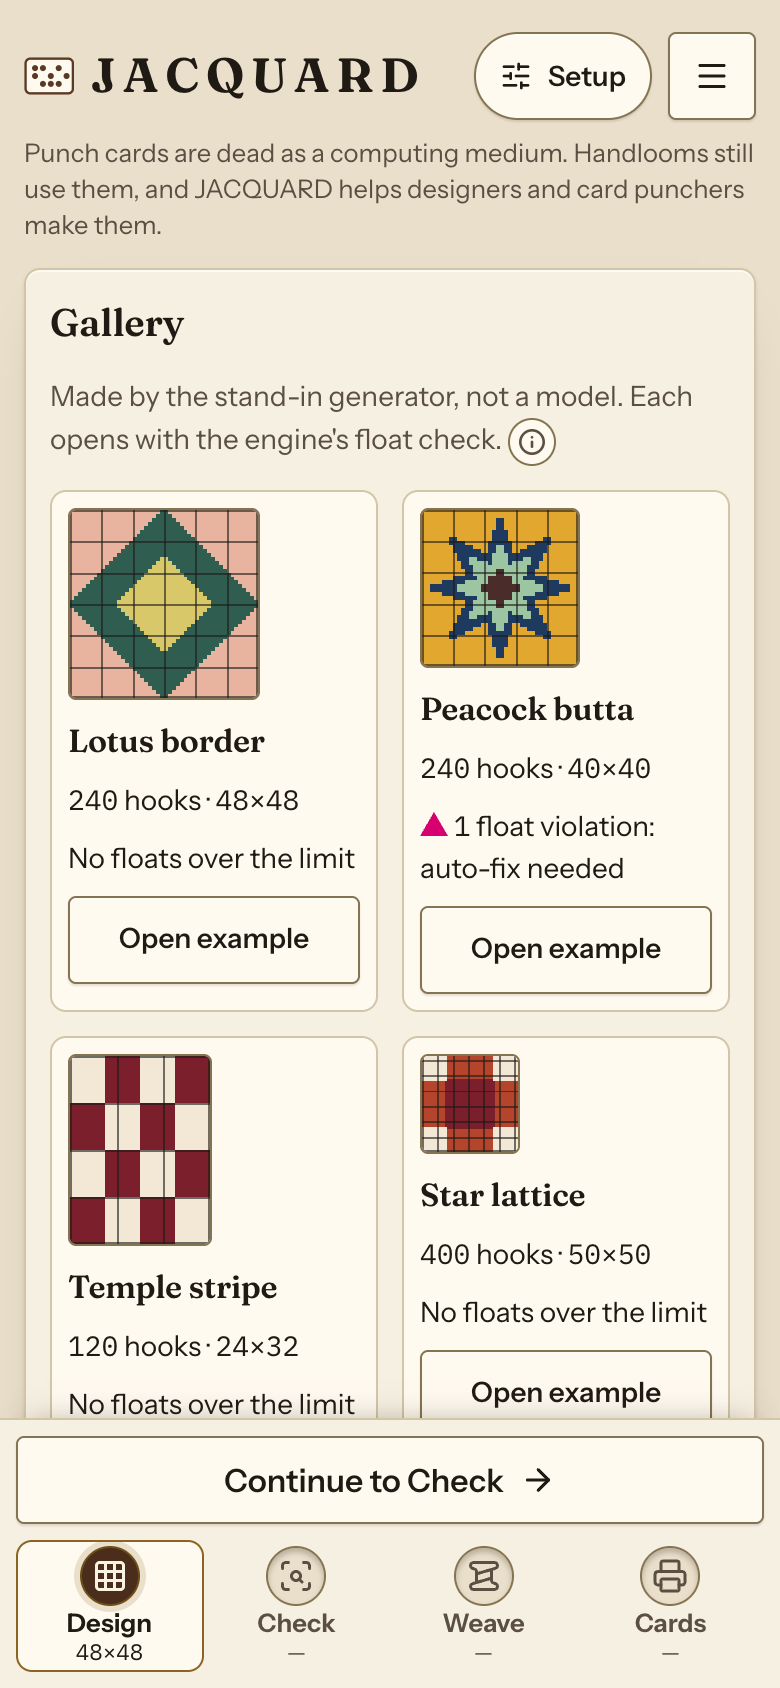 JACQUARD
Setup
Punch cards are dead as a computing medium. Handlooms still
use them, and JACQUARD helps designers and card punchers
make them.
Gallery
Made by the stand-in generator, not a model. Each
opens with the engine's float check.
Lotus border
240 hooks · 48×48
No floats over the limit
Open example
Peacock butta
240 hooks · 40×40
1 float violation:
auto-fix needed
Open example
Temple stripe
120 hooks · 24×32
No floats over the limit
Star lattice
400 hooks · 50×50
No floats over the limit
Open example
Continue to Check →
Design
48×48
Check
—
Weave
—
Cards
—